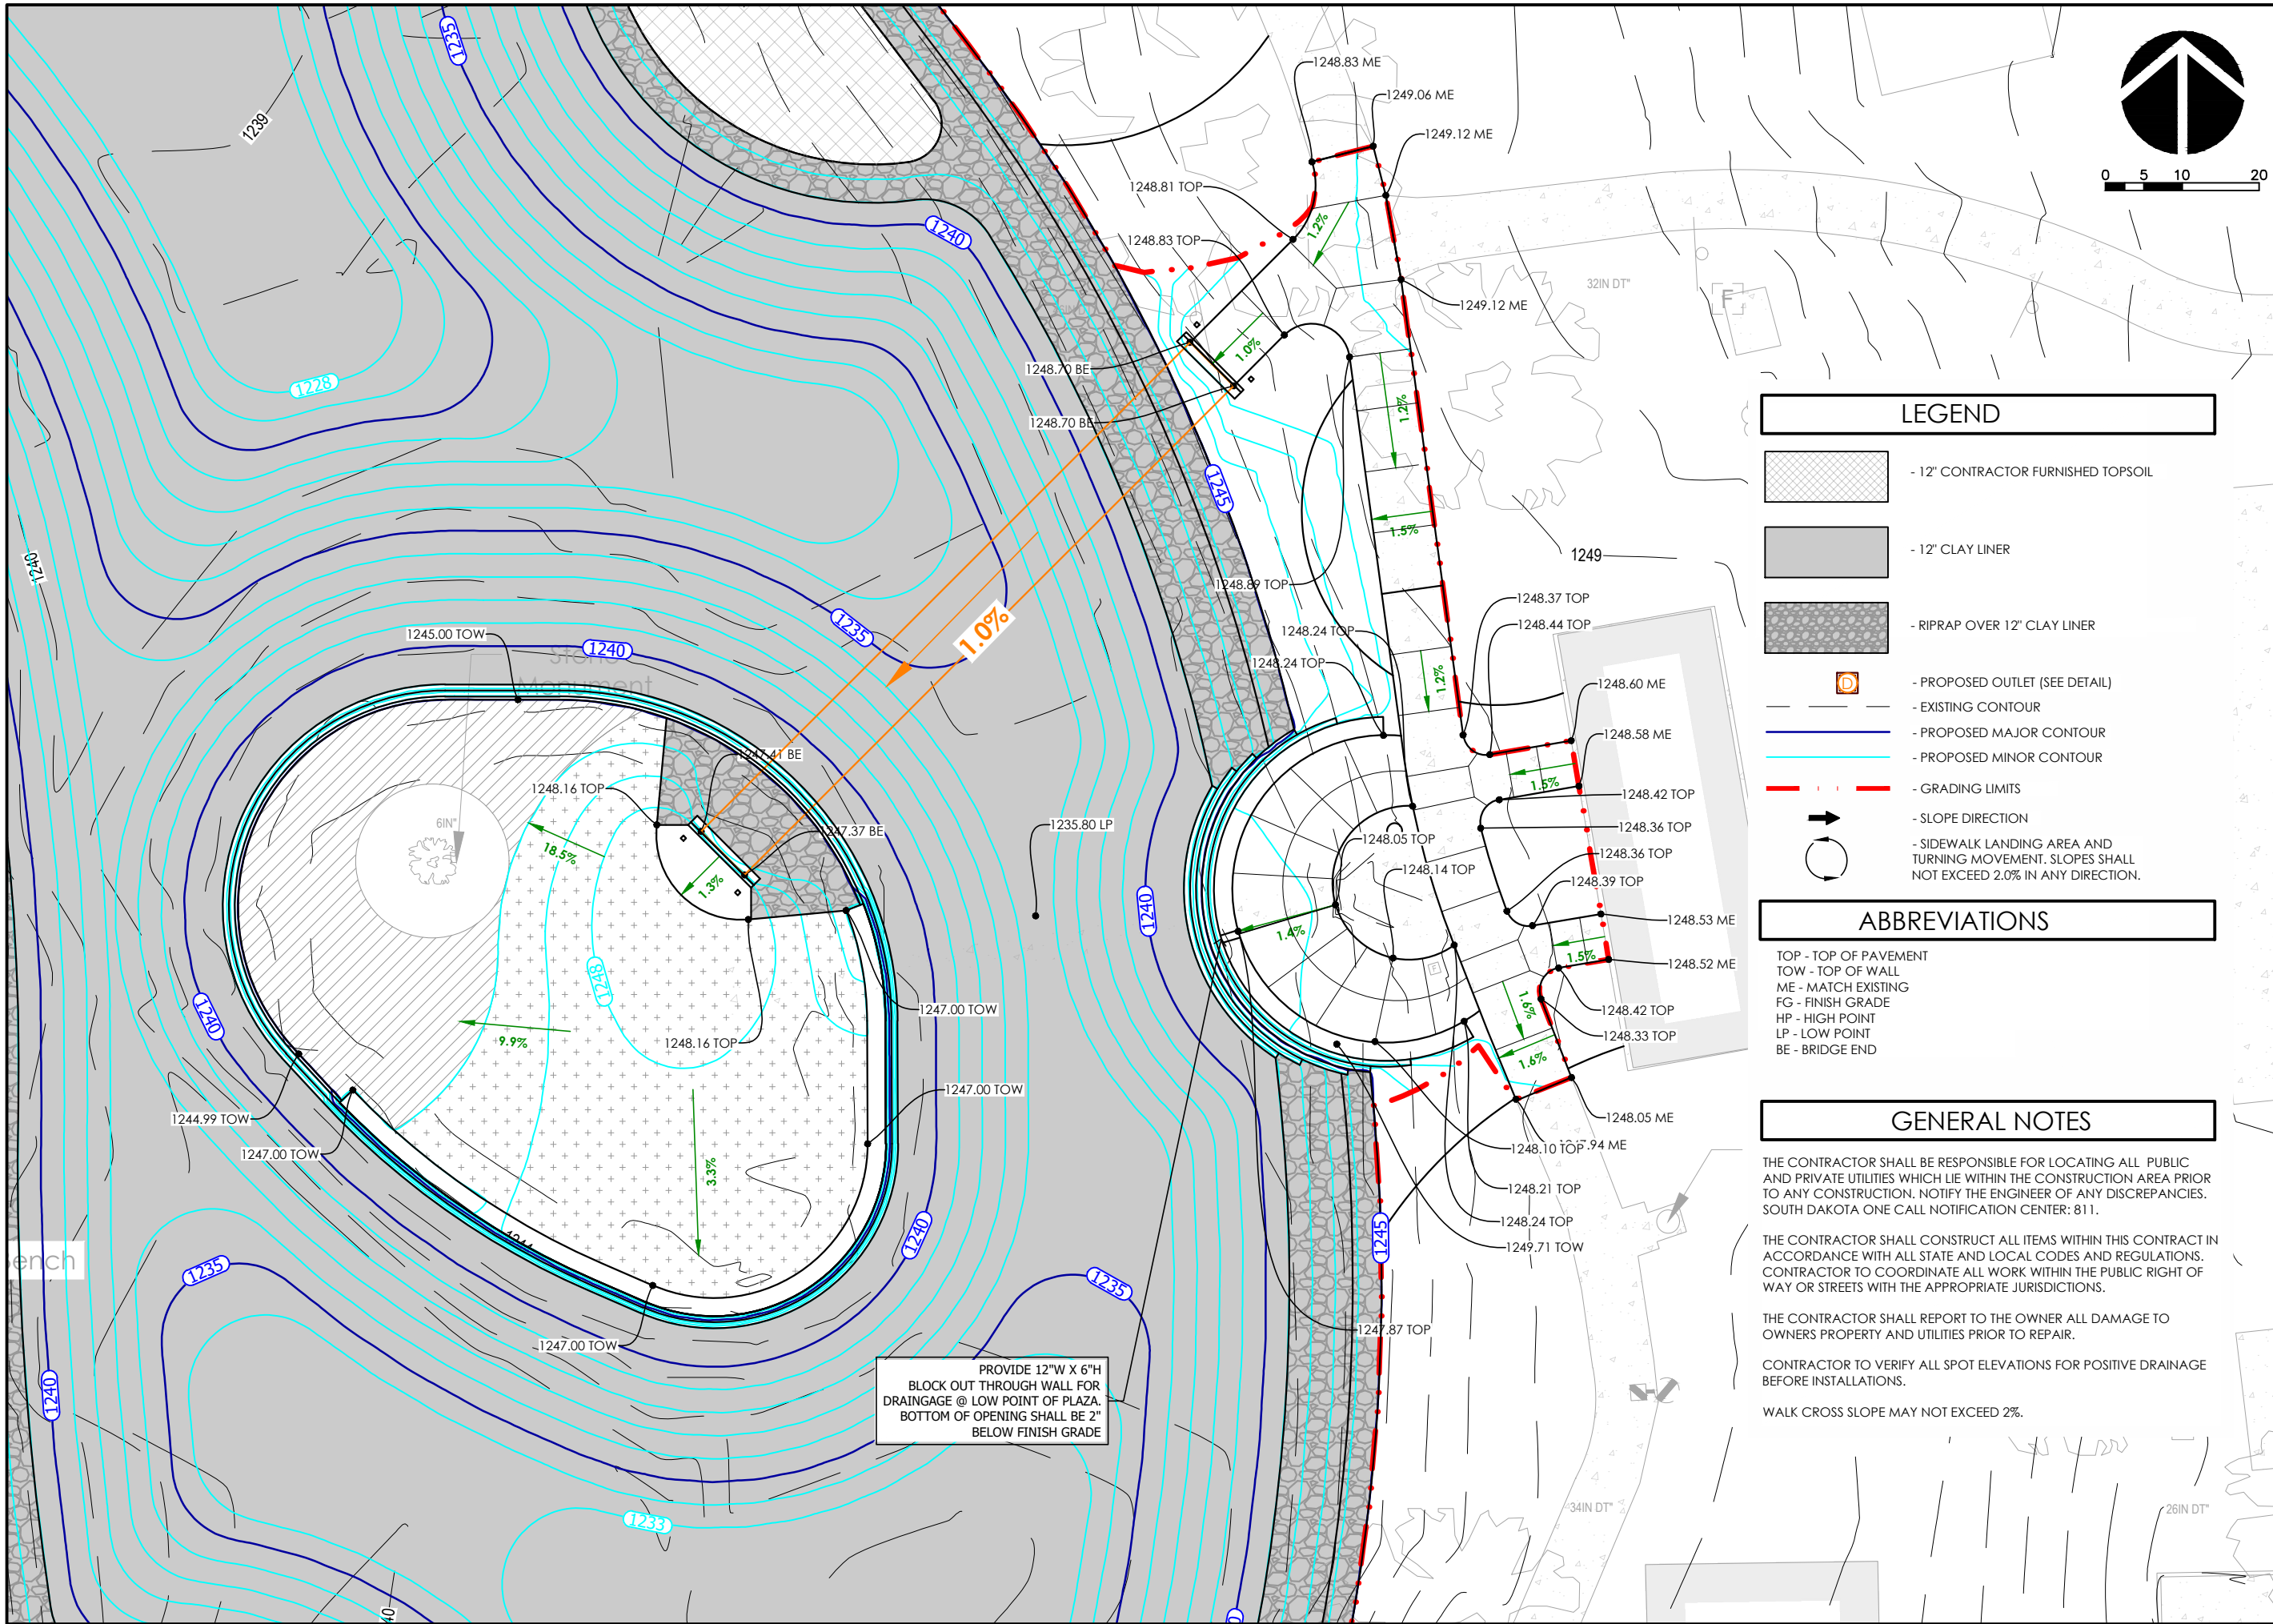 1235
1239
1248.83 ME
1249.06 ME
1249.12 ME
0 5 10 20
1248.81 TOP
1.2%
1240
1248.83 TOP
1249.12 ME
32IN DT"
F
1.0%
1228
1248.70 BE
1248.70 BE
1.2%
1245
1.5%
1240
1249
1248.89 TOP
1248.37 TOP
1248.44 TOP
1235
1.0%
1245.00 TOW
1240
Stone
Monument
1248.24 TOP
1248.24 TOP
1.2%
1248.60 ME
1248.58 ME
1247.41 BE
1248.16 TOP
1.5%
1248.42 TOP
6IN"
18.5%
1247.37 BE
1235.80 LP
1248.05 TOP
1248.36 TOP
1248.36 TOP
1.3%
1248.14 TOP
1248.39 TOP
1240
1248.53 ME
1.4%
1.5%
1248.52 ME
F
1248
1240
1247.00 TOW
1.6%
1248.42 TOP
9.9%
1248.16 TOP
1248.33 TOP
1.6%
1247.00 TOW
1244.99 TOW
1248.05 ME
1247.00 TOW
1248.10 TOP
.94 ME
3.3%
1248.21 TOP
1248.24 TOP
1240
1245
1249.71 TOW
ench
1235
1235
1247.00 TOW
1247.87 TOP
1240
PROVIDE 12"W X 6"H
BLOCK OUT THROUGH WALL FOR
DRAINGAGE @ LOW POINT OF PLAZA.
BOTTOM OF OPENING SHALL BE 2"
BELOW FINISH GRADE
1233
34IN DT"
26IN DT"
40
LEGEND
- 12" CONTRACTOR FURNISHED TOPSOIL
- 12" CLAY LINER
- RIPRAP OVER 12" CLAY LINER
D
- PROPOSED OUTLET (SEE DETAIL)
- EXISTING CONTOUR
- PROPOSED MAJOR CONTOUR
- PROPOSED MINOR CONTOUR
- GRADING LIMITS
- SLOPE DIRECTION
- SIDEWALK LANDING AREA AND
TURNING MOVEMENT. SLOPES SHALL
NOT EXCEED 2.0% IN ANY DIRECTION.
ABBREVIATIONS
TOP - TOP OF PAVEMENT
TOW - TOP OF WALL
ME - MATCH EXISTING
FG - FINISH GRADE
HP - HIGH POINT
LP - LOW POINT
BE - BRIDGE END
GENERAL NOTES
THE CONTRACTOR SHALL BE RESPONSIBLE FOR LOCATING ALL PUBLIC
AND PRIVATE UTILITIES WHICH LIE WITHIN THE CONSTRUCTION AREA PRIOR
TO ANY CONSTRUCTION. NOTIFY THE ENGINEER OF ANY DISCREPANCIES.
SOUTH DAKOTA ONE CALL NOTIFICATION CENTER: 811.
THE CONTRACTOR SHALL CONSTRUCT ALL ITEMS WITHIN THIS CONTRACT IN
ACCORDANCE WITH ALL STATE AND LOCAL CODES AND REGULATIONS.
CONTRACTOR TO COORDINATE ALL WORK WITHIN THE PUBLIC RIGHT OF
WAY OR STREETS WITH THE APPROPRIATE JURISDICTIONS.
THE CONTRACTOR SHALL REPORT TO THE OWNER ALL DAMAGE TO
OWNERS PROPERTY AND UTILITIES PRIOR TO REPAIR.
CONTRACTOR TO VERIFY ALL SPOT ELEVATIONS FOR POSITIVE DRAINAGE
BEFORE INSTALLATIONS.
WALK CROSS SLOPE MAY NOT EXCEED 2%.